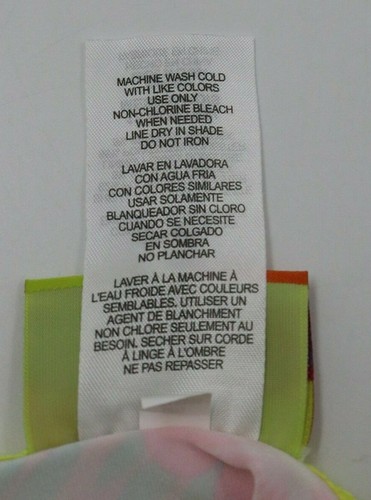 MACHINE WASH COLD
WITH LIKE COLORS
USE ONLY
NON-CHLORINE BLEACH
WHEN NEEDED
LINE DRY IN SHADE
DO NOT IRON
LAVAR EN LAVADORA
CON AGUA FRIA
CON COLORES SIMILARES
USAR SOLAMENTE
BLANQUEADOR SIN CLORO
CUANDO SE NECESITE
SECAR COLGADO
EN SOMBRA
NO PLANCHAR
LAVER À LA MACHINE À
L'EAU FROIDE AVEC COULEURS
SEMBLABLES. UTILISER UN
AGENT DE BLANCHIMENT
NON CHLORE SEULEMENT AU
BESOIN. SECHER SUR CORDE
À LINGE À L'OMBRE
NE PAS REPASSER